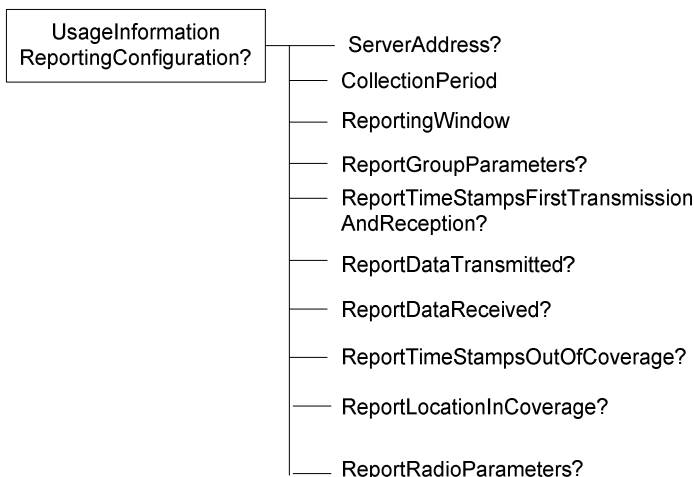 UsageInformation
ReportingConfiguration?
ServerAddress?
CollectionPeriod
ReportingWindow
ReportGroupParameters?
ReportTimeStampsFirstTransmission
AndReception?
ReportDataTransmitted?
ReportDataReceived?
ReportTimeStampsOutOfCoverage?
ReportLocationInCoverage?
ReportRadioParameters?